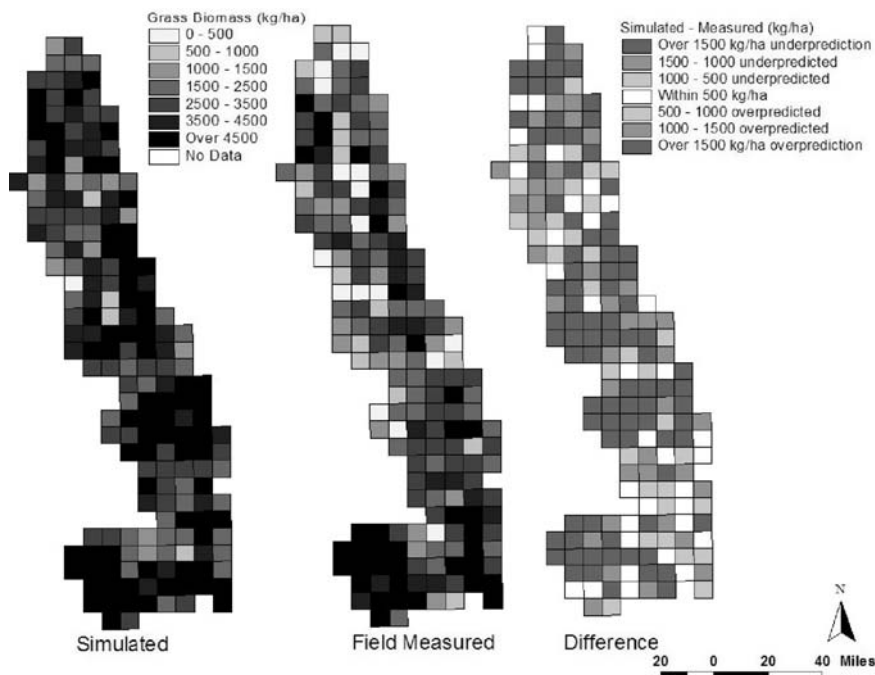 Grass Biomass (kg/ha)
0 - 500
500 - 1000
1000 - 1500
1500 - 2500
2500 - 3500
3500 - 4500
Over 4500
No Data
Simulated - Measured (kg/ha)
Over 1500 kg/ha underprediction
1500 - 1000 underpredicted
1000 - 500 underpredicted
Within 500 kg/ha
500 - 1000 overpredicted
1000 - 1500 overpredicted
Over 1500 kg/ha overprediction
Simulated
Field Measured
Difference
N
20 0 20 40 Miles